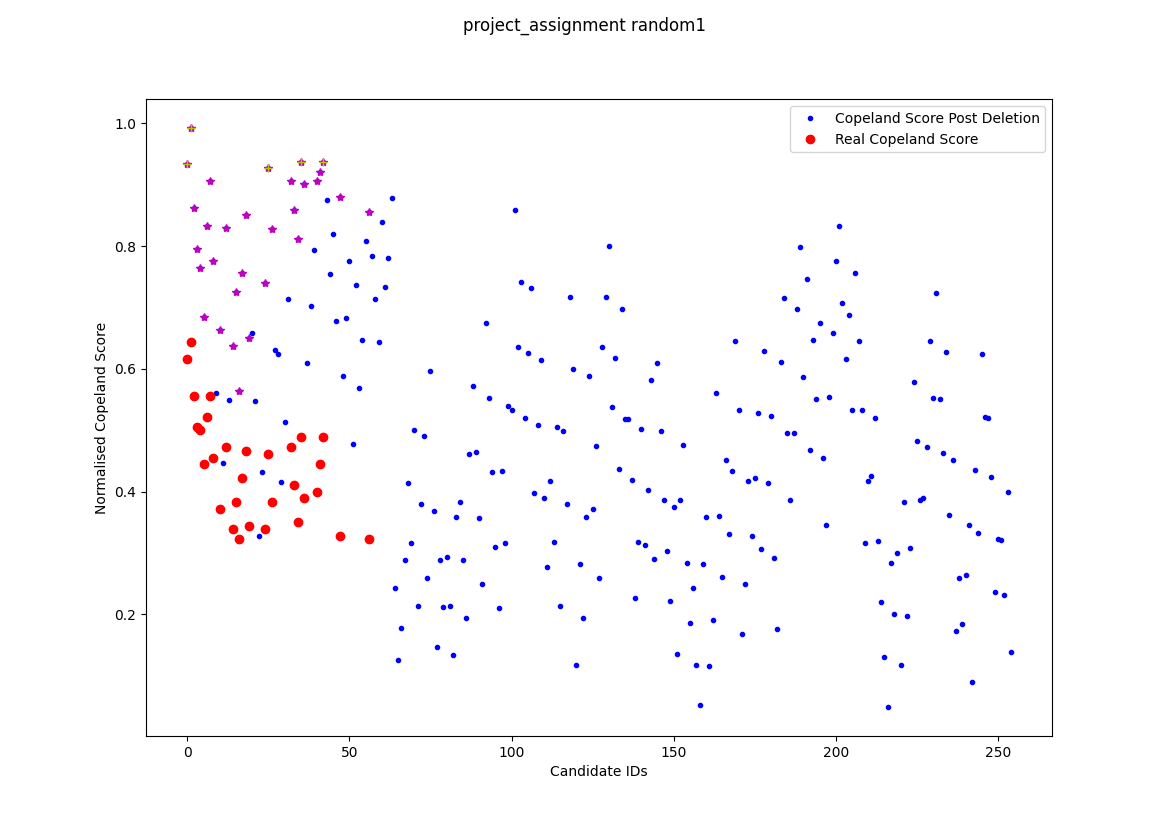 project_assignment random1
Copeland Score Post Deletion
Real Copeland Score
Normalised Copeland Score
1.0
0.8
0.6
0.4
0.2
0
50
100
150
200
250
Candidate IDs